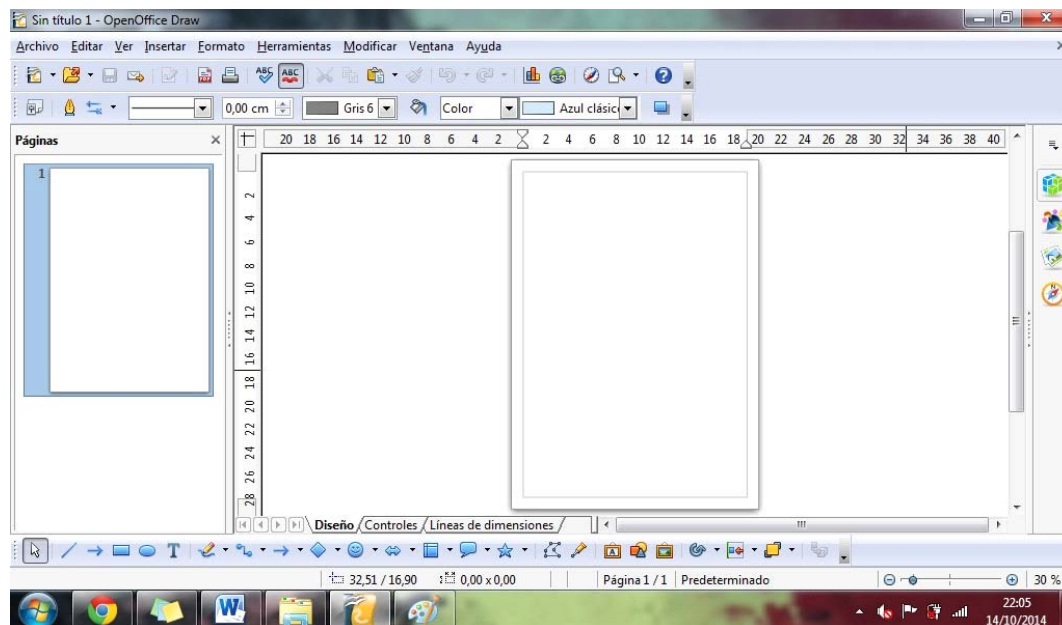 Sin título 1 - OpenOffice Draw
Archivo Editar Ver Insertar Formato Herramientas Modificar Ventana Ayuda
ABC ABC
0,00 cm Gris 6 Color Azul clásic
Páginas
20 18 16 14 12 10 8 6 4 2 2 4 6 8 10 12 14 16 18 20 22 24 26 28 30 32 34 36 38 40
1
2
4
6
8
10
12
14
16
18
20
22
24
26
28
Diseño Controles Líneas de dimensiones
T
32,51 / 16,90 0,00 x 0,00 Página 1 / 1 Predeterminado 30 %
W
22:05
14/10/2014